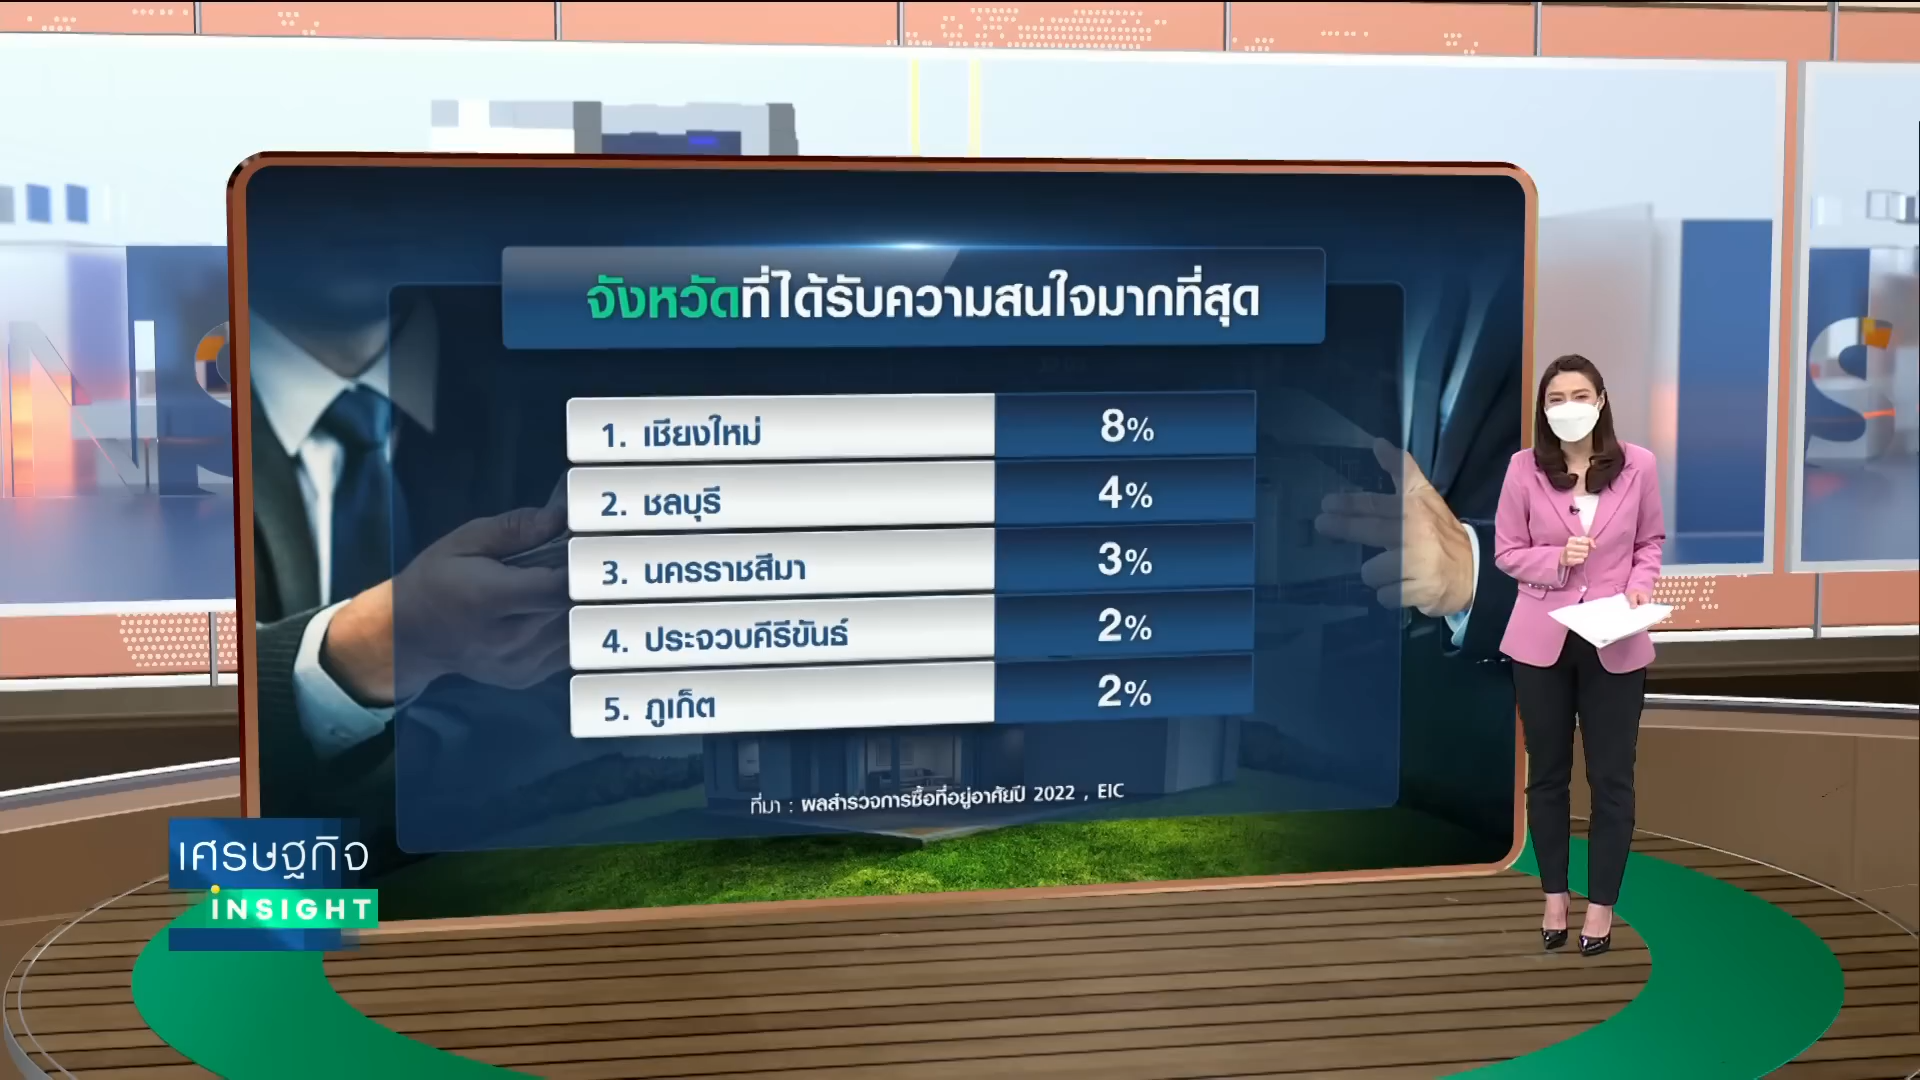 จังหวัดที่ได้รับความสนใจมากที่สุด
1. เชียงใหม่ 8%
2. ชลบุรี 4%
3. นครราชสีมา 3%
4. ประจวบคีรีขันธ์ 2%
5. ภูเก็ต 2%
ที่มา : ผลสำรวจการซื้อที่อยู่อาศัยปี 2022 , EIC
เศรษฐกิจ
INSIGHT